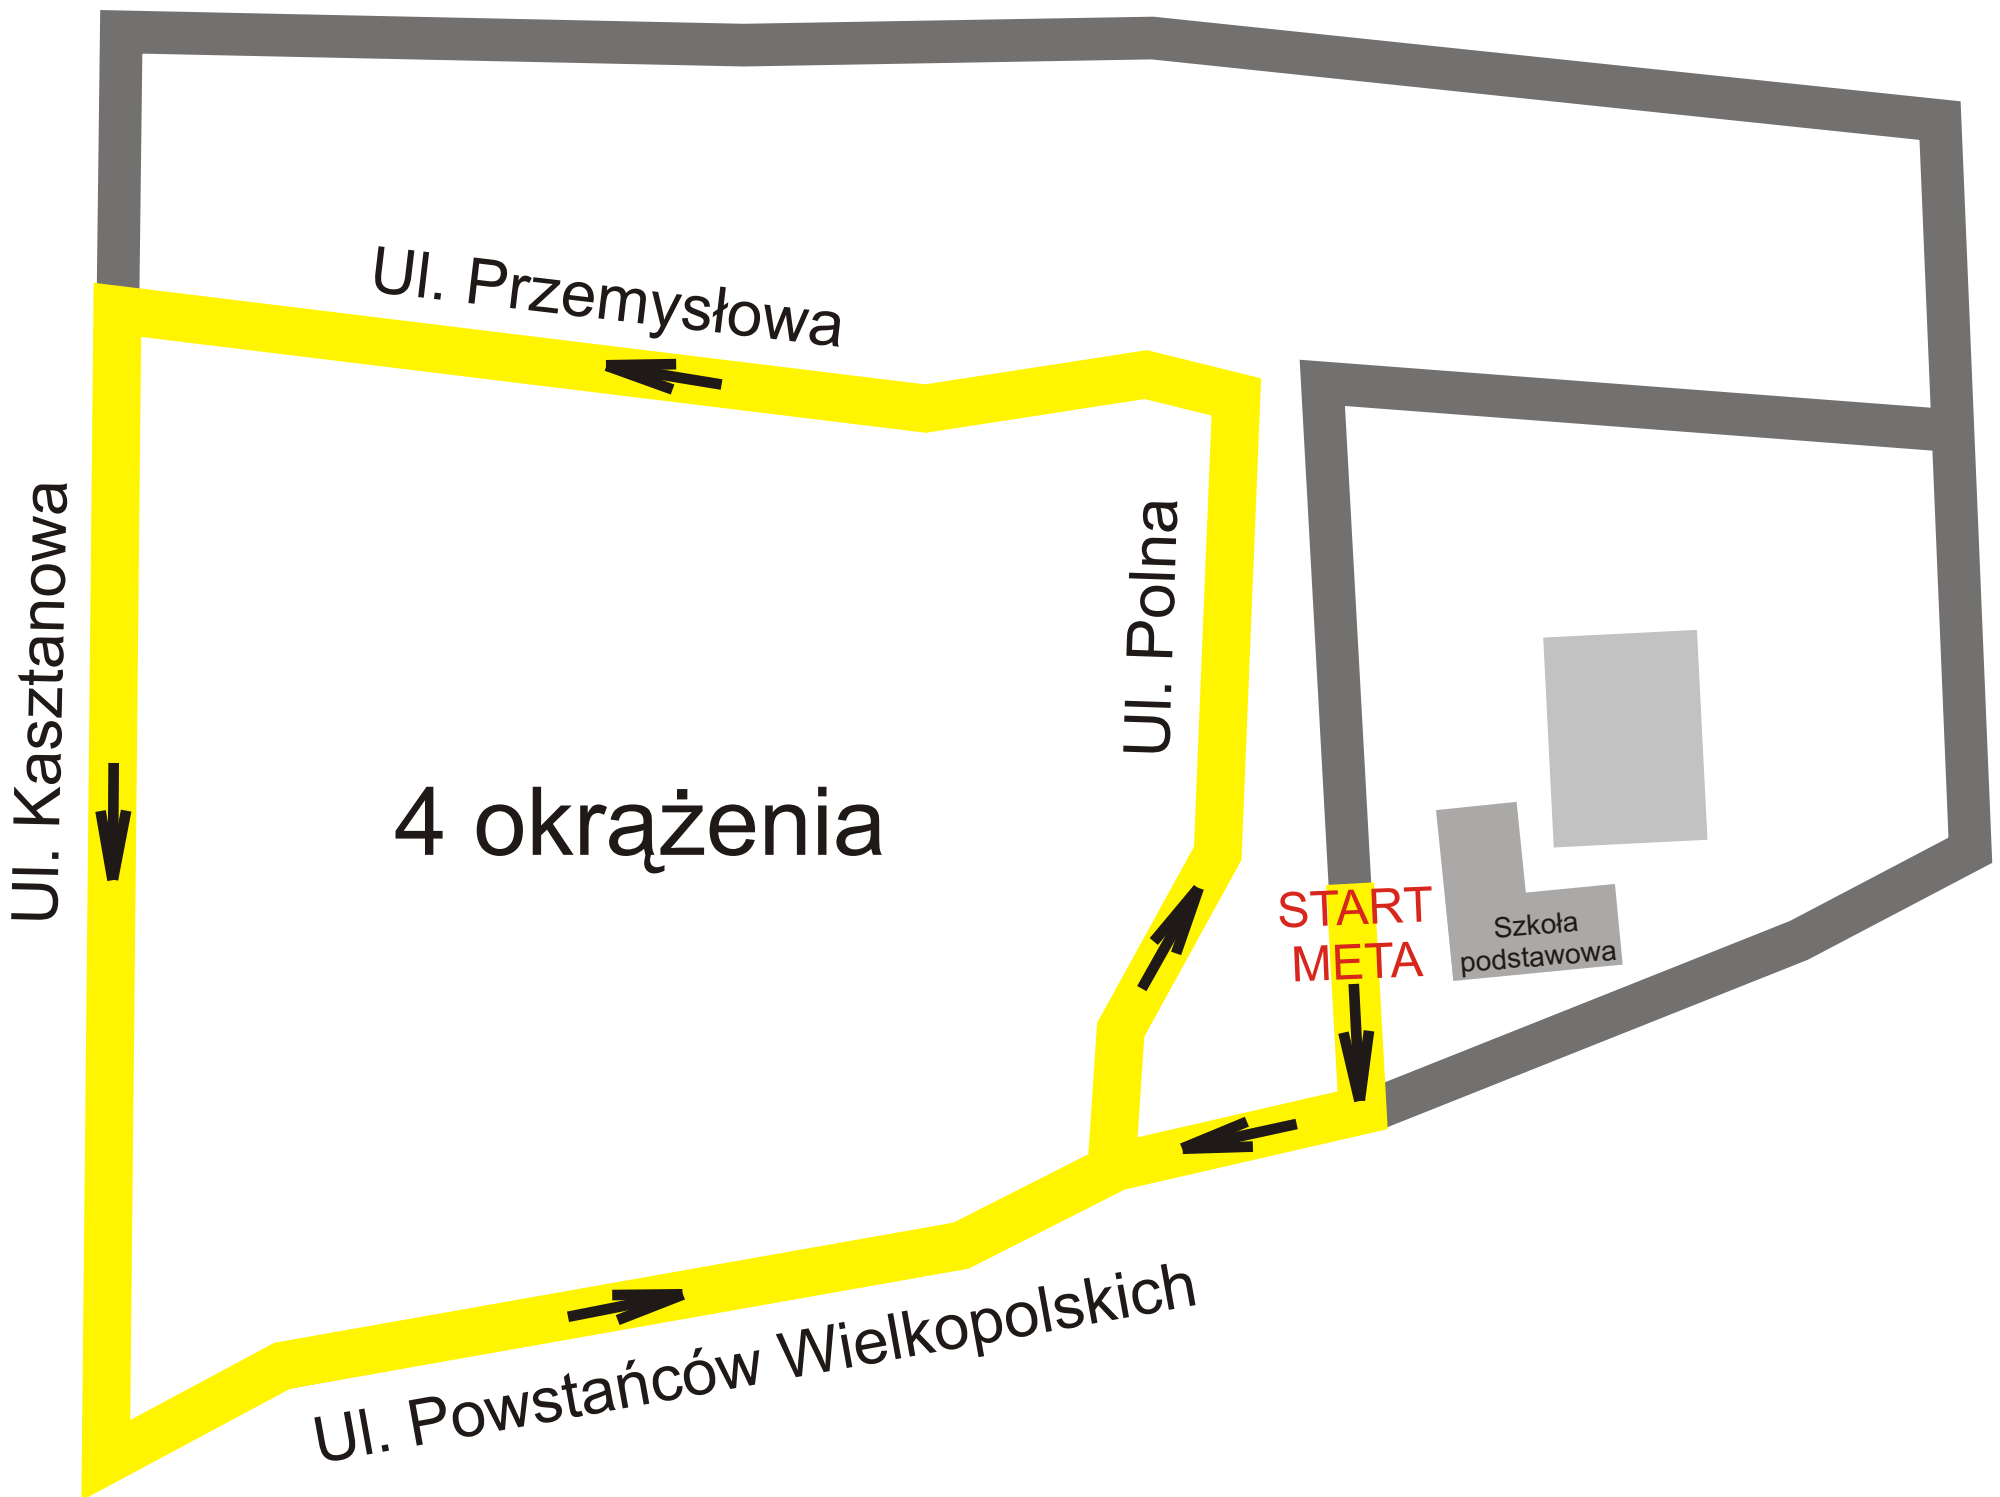 Ul. Przemysłowa
Ul. Kasztanowa
Ul. Polna
4 okrążenia
START
META
Szkoła
podstawowa
Ul. Powstańców Wielkopolskich